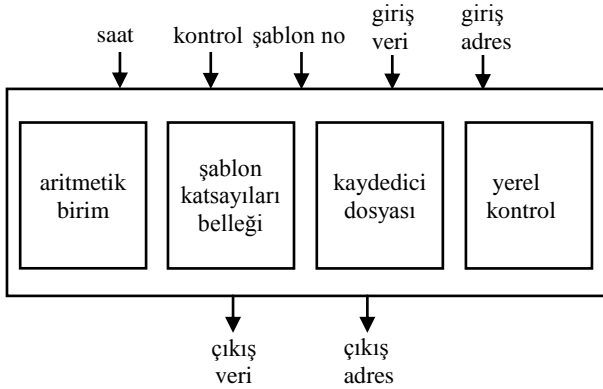 saat
kontrol
şablon no
giriş
veri
giriş
adres
aritmetik
birim
şablon
katsayıları
belleği
kaydedici
dosyası
yerel
kontrol
çıkış
veri
çıkış
adres